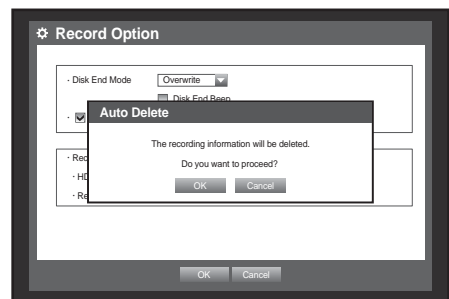 Record Option
· Disk End Mode Overwrite
Disk End Beep
Auto Delete
The recording information will be deleted.
Do you want to proceed?
OK Cancel
· Rec
· HD
· Re
OK Cancel